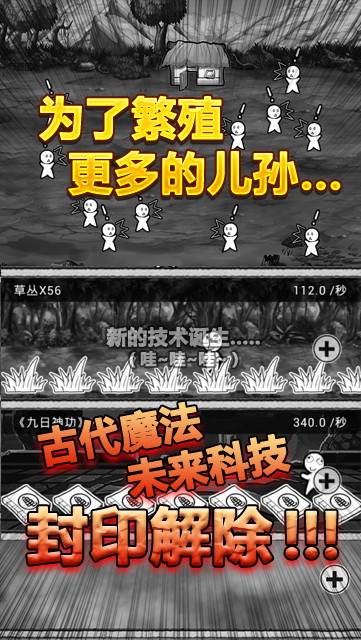 为了繁殖
更多的儿孙...
草丛X56
112.0 /秒
新的技术诞生.....
（哇~哇~哇~）
《九日神功》
340.0 /秒
古代魔法
未来科技
封印解除!!!